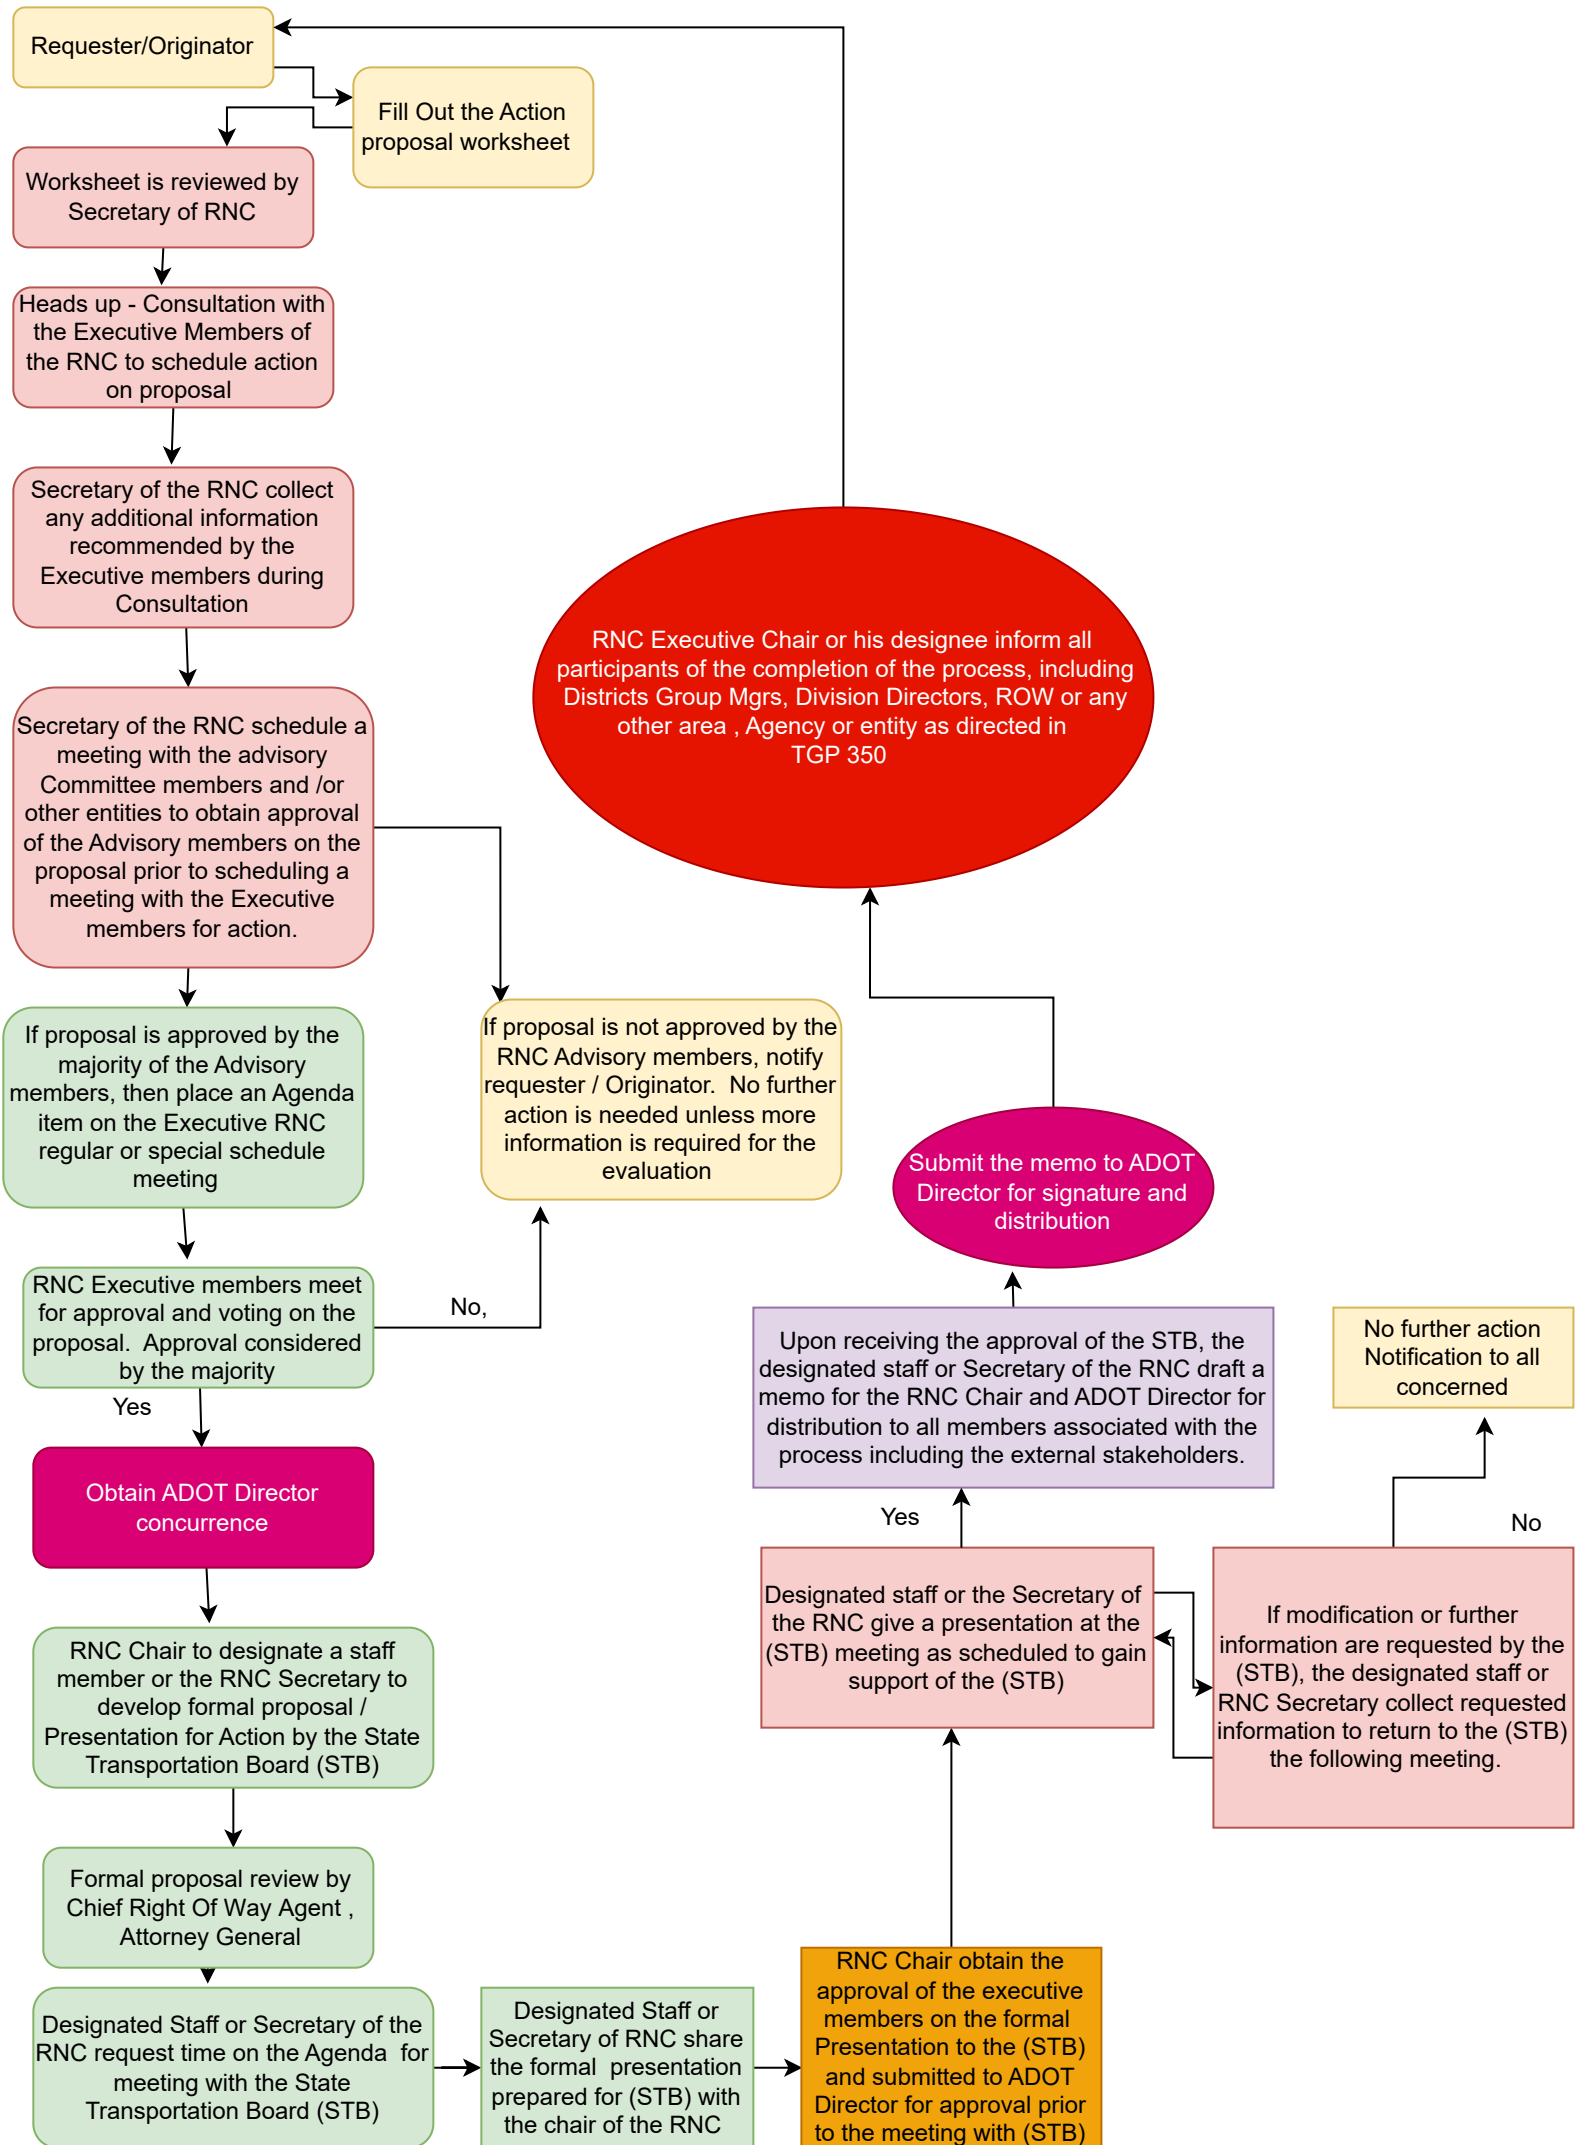 Requester/Originator
Fill Out the Action
proposal worksheet
Worksheet is reviewed by
Secretary of RNC
Heads up - Consultation with
the Executive Members of
the RNC to schedule action
on proposal
Secretary of the RNC collect
any additional information
recommended by the
Executive members during
Consultation
Secretary of the RNC schedule a
meeting with the advisory
Committee members and /or
other entities to obtain approval
of the Advisory members on the
proposal prior to scheduling a
meeting with the Executive
members for action.
If proposal is approved by the
majority of the Advisory
members, then place an Agenda
item on the Executive RNC
regular or special schedule
meeting
If proposal is not approved by the
RNC Advisory members, notify
requester / Originator.  No further
action is needed unless more
information is required for the
evaluation
RNC Executive members meet
for approval and voting on the
proposal.  Approval considered
by the majority
No,
Yes
Obtain ADOT Director
concurrence
RNC Chair to designate a staff
member or the RNC Secretary to
develop formal proposal /
Presentation for Action by the State
Transportation Board (STB)
Formal proposal review by
Chief Right Of Way Agent ,
Attorney General
Designated Staff or Secretary of the
RNC request time on the Agenda  for
meeting with the State
Transportation Board (STB)
Designated Staff or
Secretary of RNC share
the formal  presentation
prepared for (STB) with
the chair of the RNC
RNC Chair obtain the
approval of the executive
members on the formal
Presentation to the (STB)
and submitted to ADOT
Director for approval prior
to the meeting with (STB)
Designated staff or the Secretary of
the RNC give a presentation at the
(STB) meeting as scheduled to gain
support of the (STB)
If modification or further
information are requested by the
(STB), the designated staff or
RNC Secretary collect requested
information to return to the (STB)
the following meeting.
No
No further action
Notification to all
concerned
Yes
Upon receiving the approval of the STB, the
designated staff or Secretary of the RNC draft a
memo for the RNC Chair and ADOT Director for
distribution to all members associated with the
process including the external stakeholders.
Submit the memo to ADOT
Director for signature and
distribution
RNC Executive Chair or his designee inform all
participants of the completion of the process, including
Districts Group Mgrs, Division Directors, ROW or any
other area , Agency or entity as directed in
TGP 350